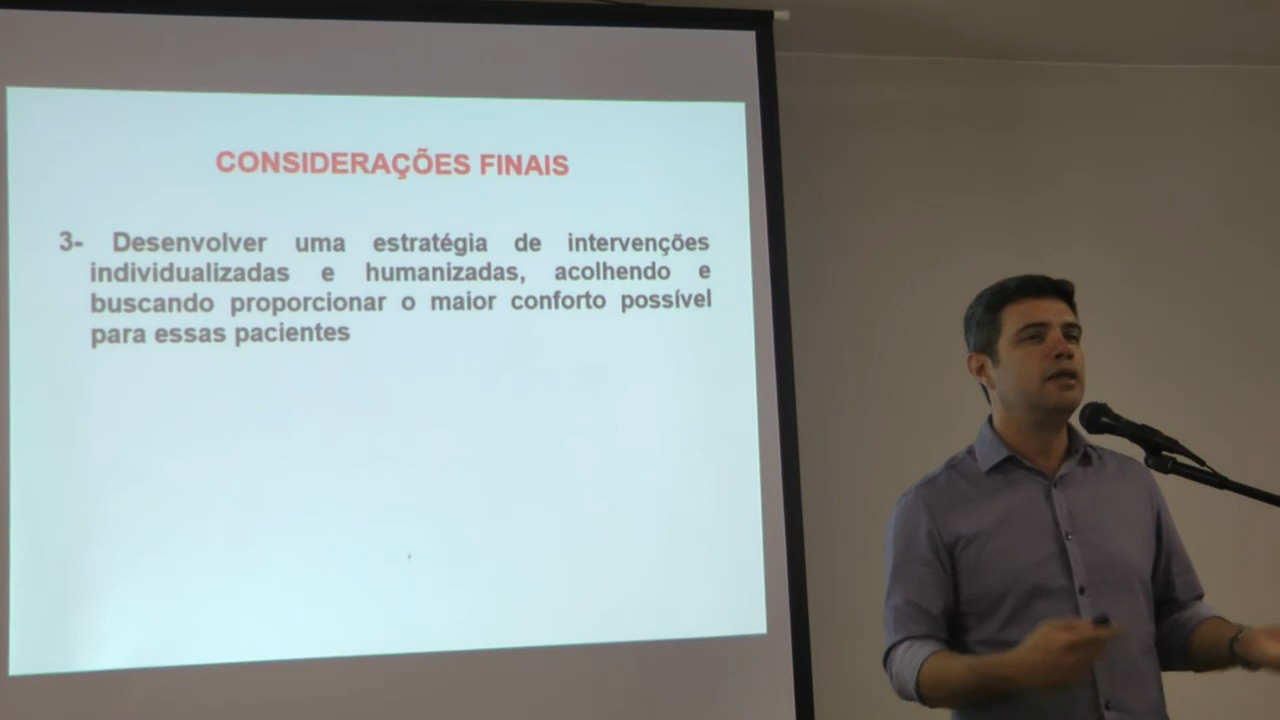 CONSIDERAÇÕES FINAIS
3- Desenvolver uma estratégia de intervenções
individualizadas e humanizadas, acolhendo e
buscando proporcionar o maior conforto possível
para essas pacientes